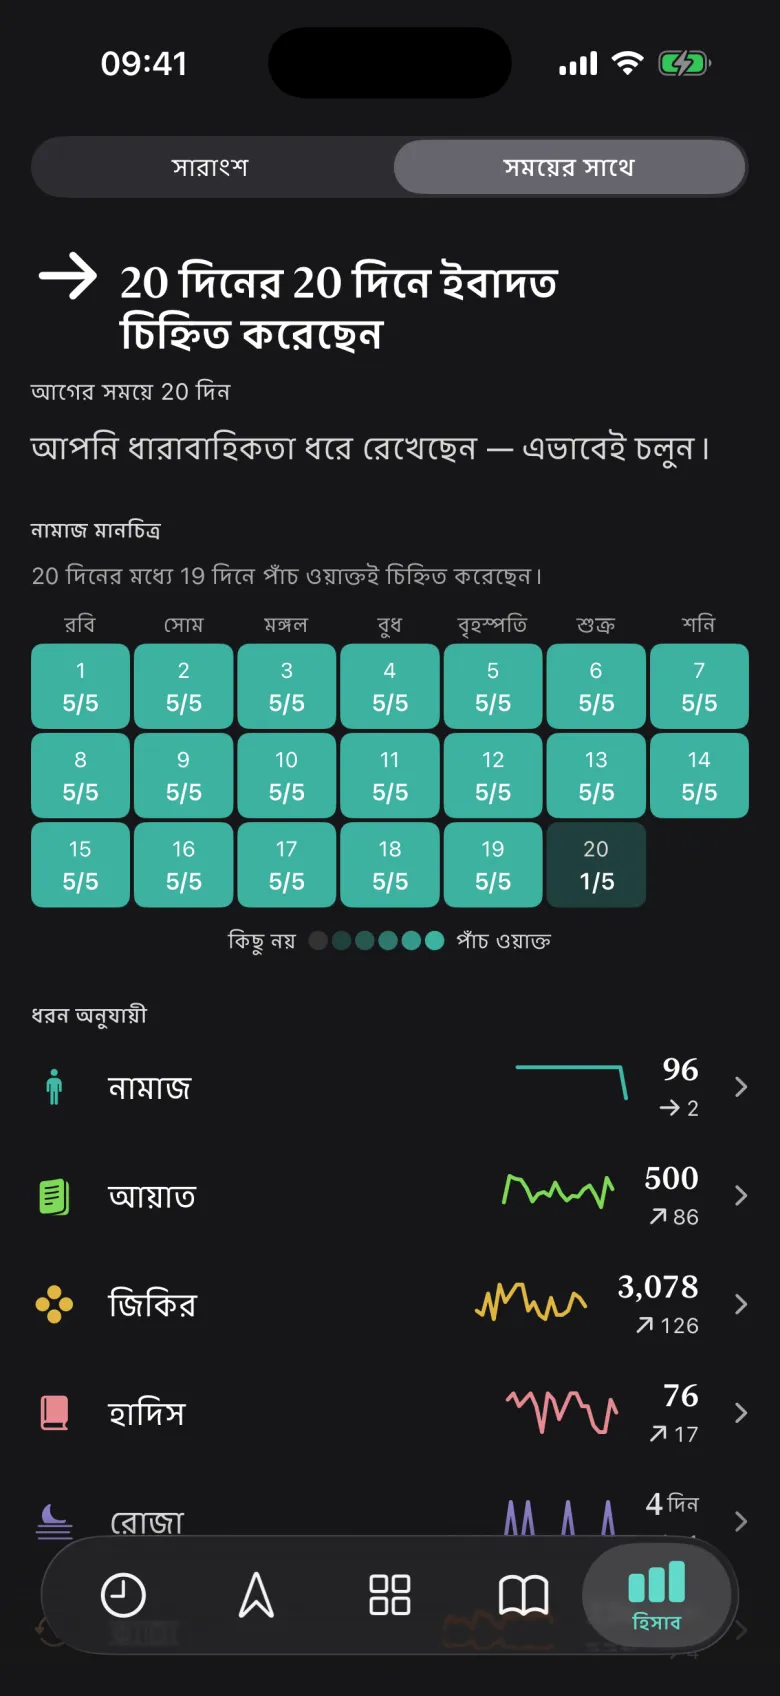 09:41
সারাংশ
সময়ের সাথে
20 দিনের 20 দিনে ইবাদত
চিহ্নিত করেছেন
আগের সময়ে 20 দিন
আপনি ধারাবাহিকতা ধরে রেখেছেন — এভাবেই চলুন।
নামাজ মানচিত্র
20 দিনের মধ্যে 19 দিনে পাঁচ ওয়াক্তই চিহ্নিত করেছেন।
রবি সোম মঙ্গল বুধ বৃহস্পতি শুক্র শনি
1 2 3 4 5 6 7
5/5 5/5 5/5 5/5 5/5 5/5 5/5
8 9 10 11 12 13 14
5/5 5/5 5/5 5/5 5/5 5/5 5/5
15 16 17 18 19 20
5/5 5/5 5/5 5/5 5/5 1/5
কিছু নয় পাঁচ ওয়াক্ত
ধরন অনুযায়ী
নামাজ 96
→ 2
আয়াত 500
↗ 86
জিকির 3,078
↗ 126
হাদিস 76
↗ 17
রোজা 4 দিন
হিসাব